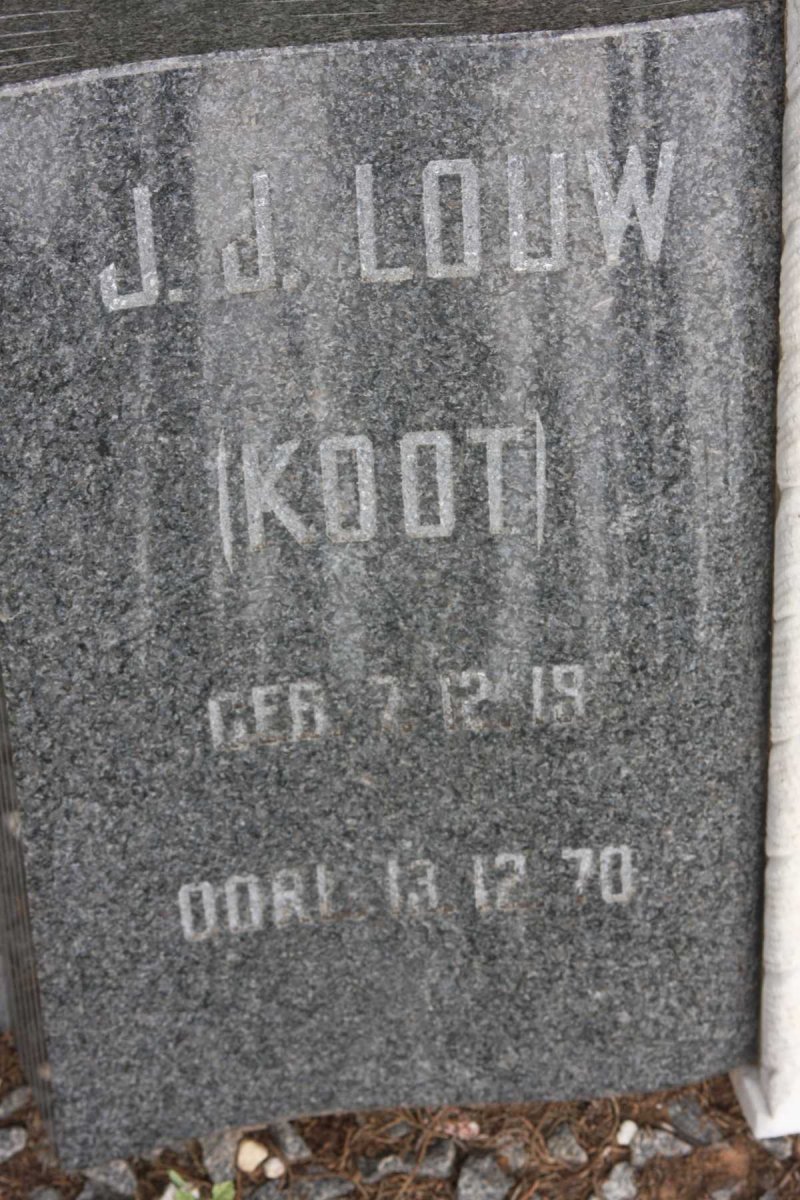 J. J. LOUW
(KOOT)
GEB. 7. 12. 19
OORL. 13. 12. 70